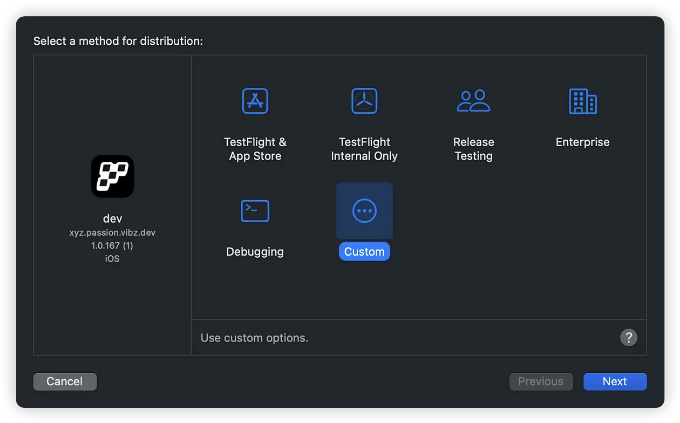 Select a method for distribution:
dev
xyz.passion.vibz.dev
1.0.167 (1)
iOS
TestFlight &
App Store
TestFlight
Internal Only
Release
Testing
Enterprise
>_
Debugging
Custom
Use custom options.
?
Cancel
Previous
Next